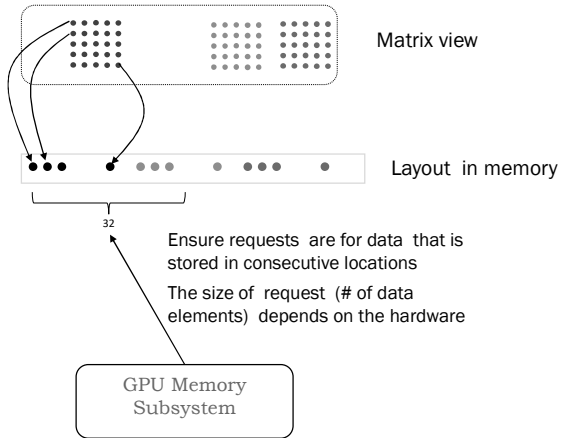 Matrix view
Layout in memory
32
Ensure requests are for data that is
stored in consecutive locations
The size of request (# of data
elements) depends on the hardware
GPU Memory
Subsystem